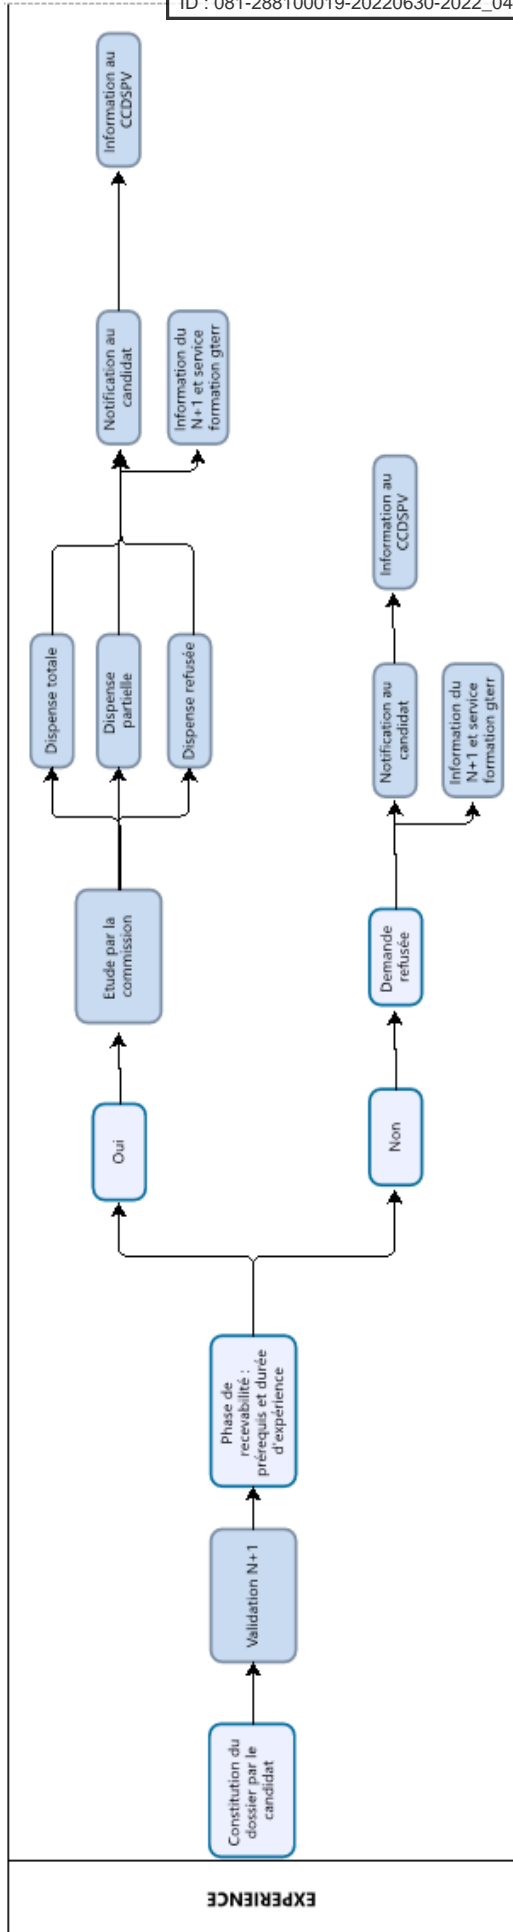 ID : 081-288100019-20220630-2022_04
EXPERIENCE
Constitution du
dossier par le
candidat
Validation N+1
Phase de
recevabilité :
prérequis et durée
d'expérience
Oui
Etude par la
commission
Dispense totale
Dispense
partielle
Dispense refusée
Notification au
candidat
Information du
N+1 et service
formation gterr
Information au
CCDSPV
Non
Demande
refusée
Notification au
candidat
Information du
N+1 et service
formation gterr
Information au
CCDSPV